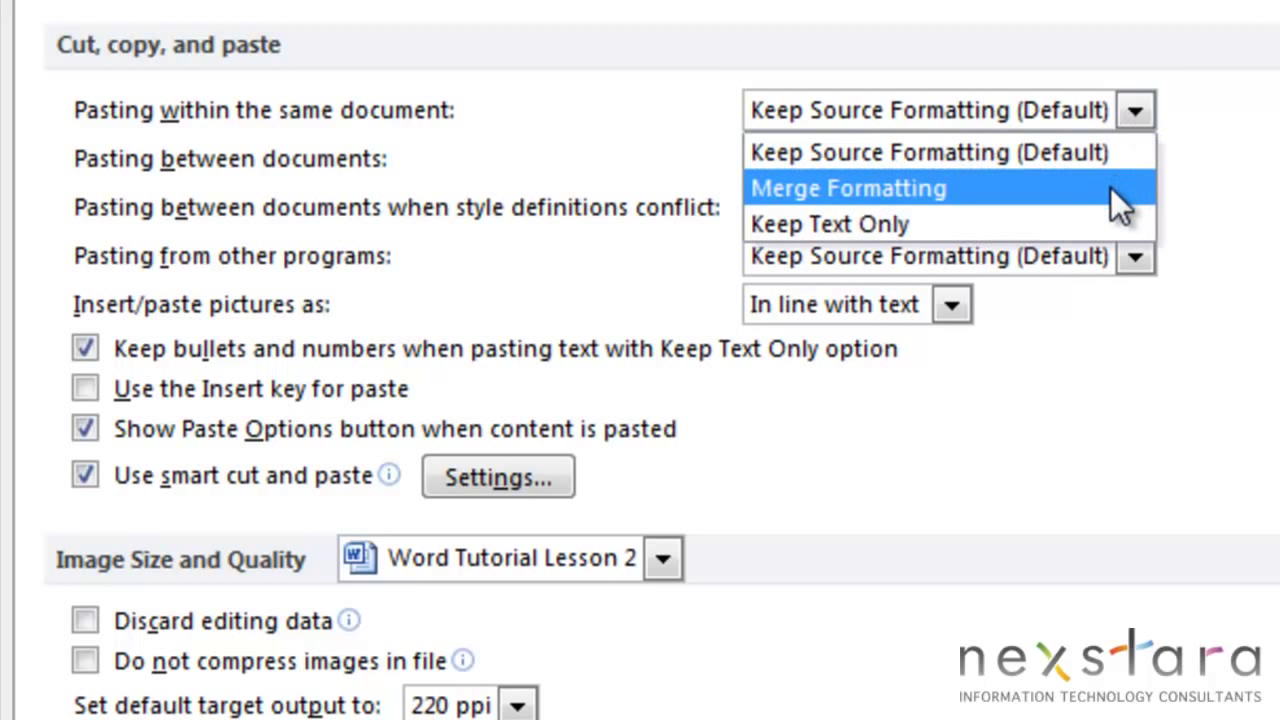 Cut, copy, and paste
Pasting within the same document: Keep Source Formatting (Default)
Keep Source Formatting (Default)
Pasting between documents:
Merge Formatting
Pasting between documents when style definitions conflict:
Keep Text Only
Pasting from other programs: Keep Source Formatting (Default)
Insert/paste pictures as: In line with text
Keep bullets and numbers when pasting text with Keep Text Only option
Use the Insert key for paste
Show Paste Options button when content is pasted
Use smart cut and paste Settings...
Image Size and Quality Word Tutorial Lesson 2
Discard editing data
Do not compress images in file
Set default target output to: 220 ppi
nexstara
INFORMATION TECHNOLOGY CONSULTANTS